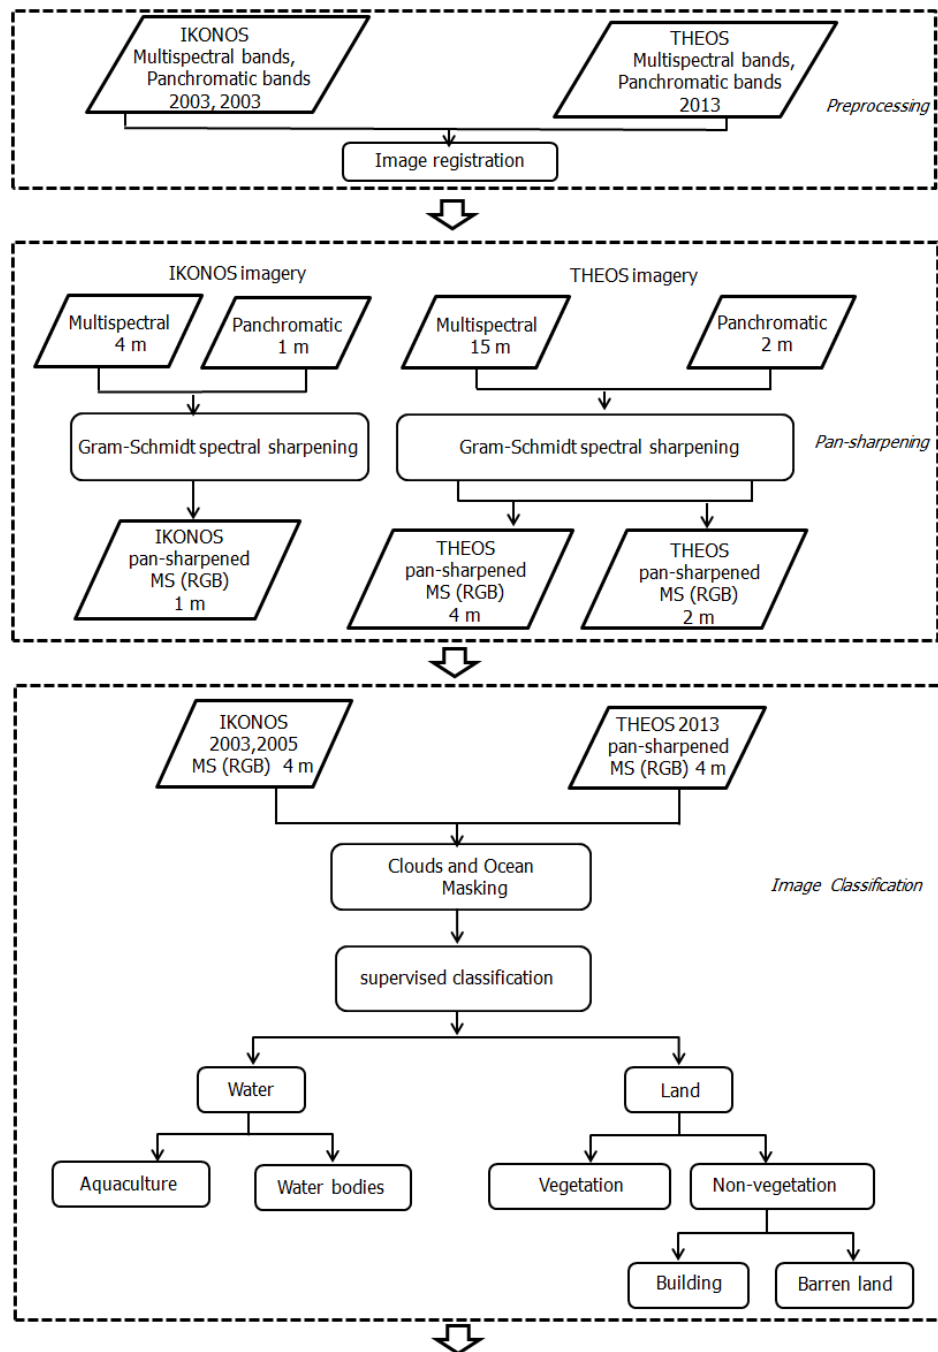 IKONOS
Multispectral bands,
Panchromatic bands
2003, 2003
THEOS
Multispectral bands,
Panchromatic bands
2013
Preprocessing
Image registration
IKONOS imagery
THEOS imagery
Multispectral
4 m
Panchromatic
1 m
Multispectral
15 m
Panchromatic
2 m
Gram-Schmidt spectral sharpening
Gram-Schmidt spectral sharpening
Pan-sharpening
IKONOS
pan-sharpened
MS (RGB)
1 m
THEOS
pan-sharpened
MS (RGB)
4 m
THEOS
pan-sharpened
MS (RGB)
2 m
IKONOS
2003,2005
MS (RGB) 4 m
THEOS 2013
pan-sharpened
MS (RGB) 4 m
Clouds and Ocean
Masking
Image Classification
supervised classification
Water
Land
Aquaculture
Water bodies
Vegetation
Non-vegetation
Building
Barren land